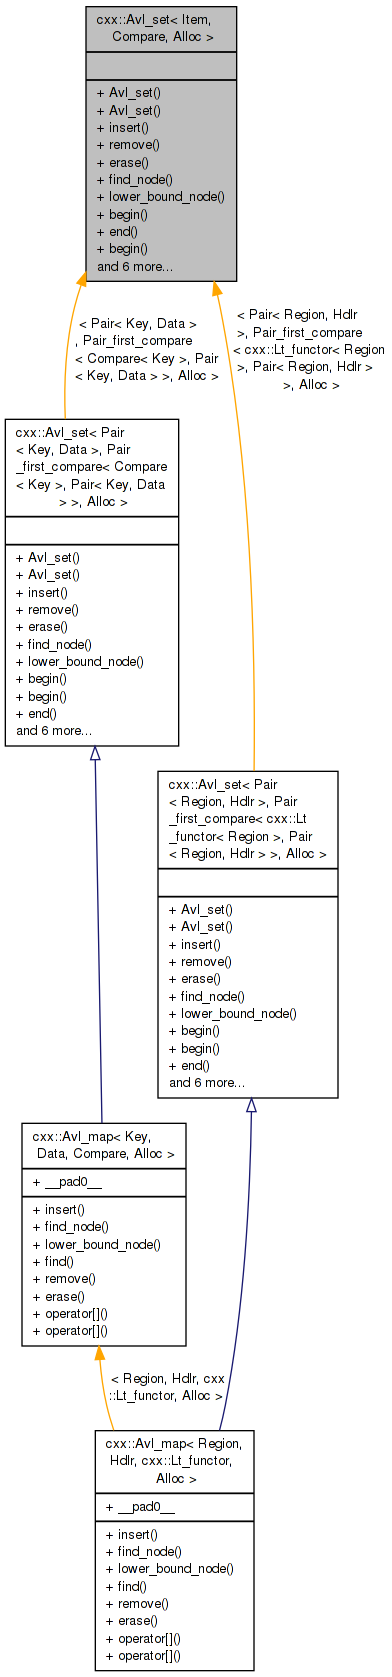 cxx::Avl_set< Item,
Compare, Alloc >
+ Avl_set()
+ Avl_set()
+ insert()
+ remove()
+ erase()
+ find_node()
+ lower_bound_node()
+ begin()
+ end()
+ begin()
and 6 more...
< Pair< Key, Data >
, Pair_first_compare
< Compare< Key >, Pair
< Key, Data > >, Alloc >
< Pair< Region, Hdlr
>, Pair_first_compare
< cxx::Lt_functor< Region
>, Pair< Region, Hdlr >
>, Alloc >
cxx::Avl_set< Pair
< Key, Data >, Pair
_first_compare< Compare
< Key >, Pair< Key, Data
> >, Alloc >
+ Avl_set()
+ Avl_set()
+ insert()
+ remove()
+ erase()
+ find_node()
+ lower_bound_node()
+ begin()
+ begin()
+ end()
and 6 more...
cxx::Avl_set< Pair
< Region, Hdlr >, Pair
_first_compare< cxx::Lt
_functor< Region >, Pair
< Region, Hdlr > >, Alloc >
+ Avl_set()
+ Avl_set()
+ insert()
+ remove()
+ erase()
+ find_node()
+ lower_bound_node()
+ begin()
+ begin()
+ end()
and 6 more...
cxx::Avl_map< Key,
Data, Compare, Alloc >
+ __pad0__
+ insert()
+ find_node()
+ lower_bound_node()
+ find()
+ remove()
+ erase()
+ operator[]()
+ operator[]()
< Region, Hdlr, cxx
::Lt_functor, Alloc >
cxx::Avl_map< Region,
Hdlr, cxx::Lt_functor,
Alloc >
+ __pad0__
+ insert()
+ find_node()
+ lower_bound_node()
+ find()
+ remove()
+ erase()
+ operator[]()
+ operator[]()